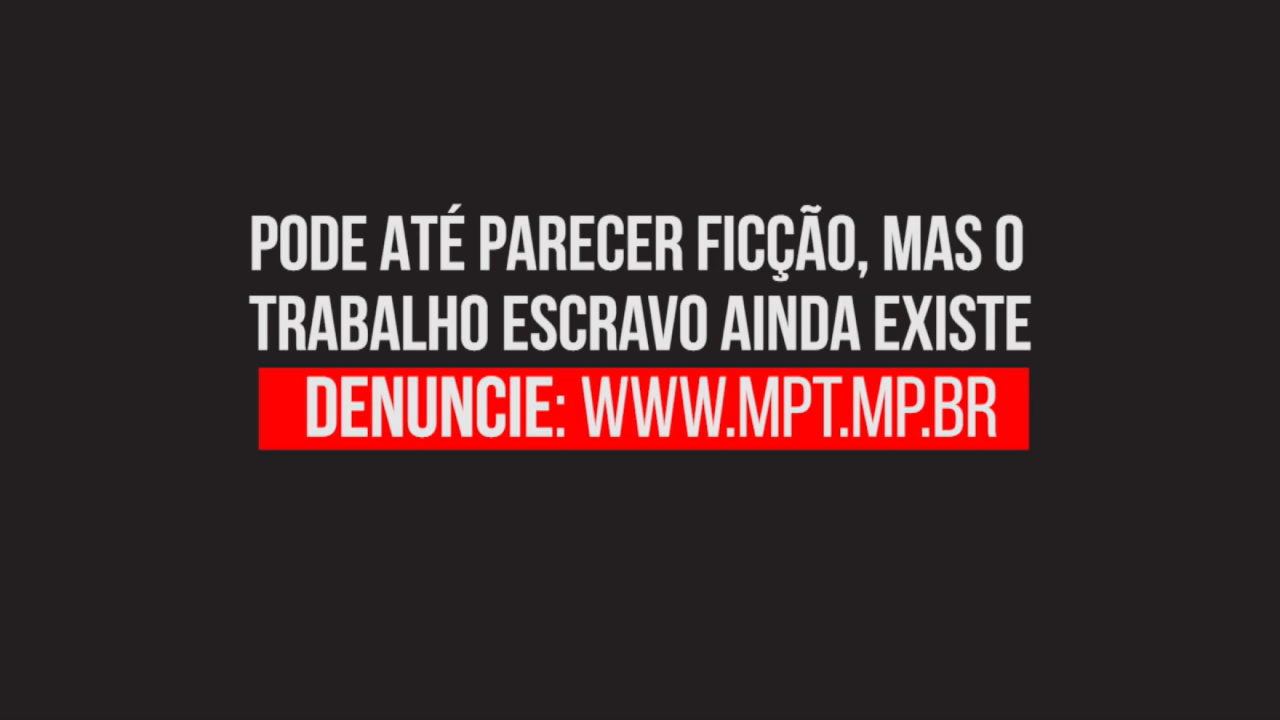 PODE ATÉ PARECER FICÇÃO, MAS O
TRABALHO ESCRAVO AINDA EXISTE
DENUNCIE: WWW.MPT.MP.BR